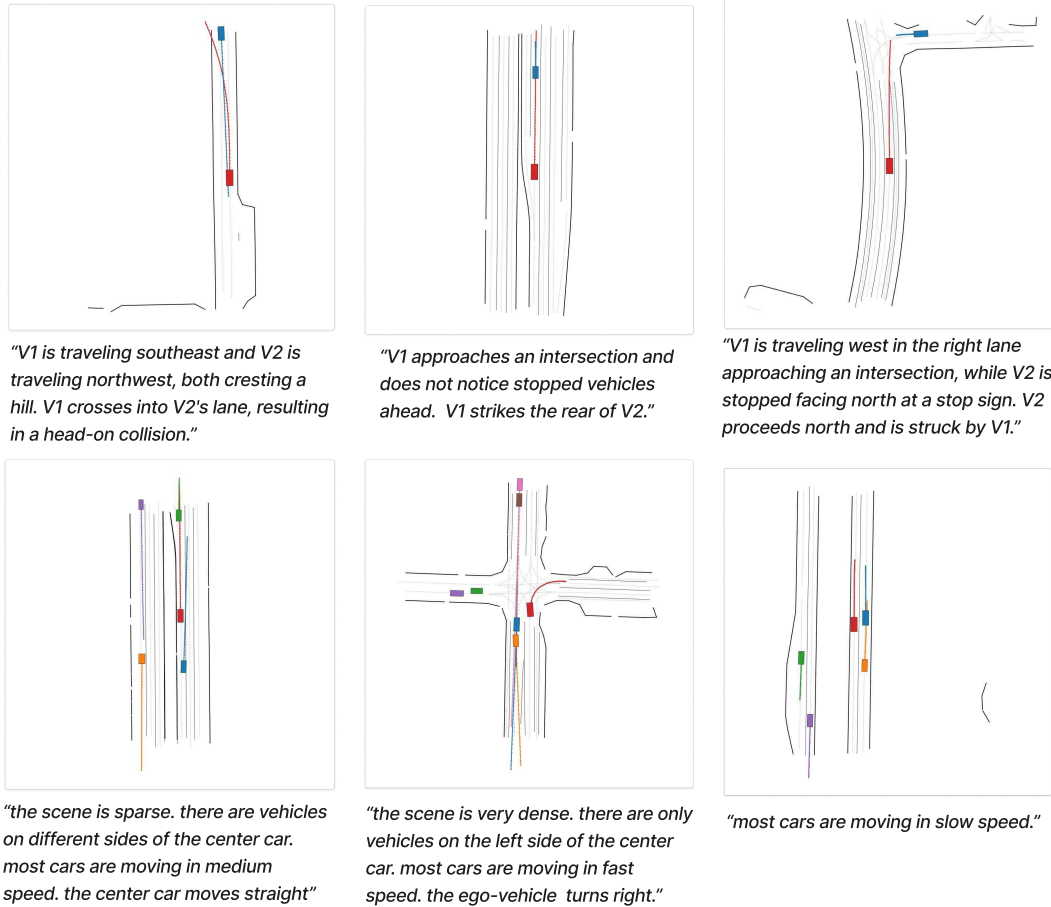 “V1 is traveling southeast and V2 is
traveling northwest, both cresting a
hill. V1 crosses into V2's lane, resulting
in a head-on collision.”
“V1 approaches an intersection and
does not notice stopped vehicles
ahead.  V1 strikes the rear of V2.”
“V1 is traveling west in the right lane
approaching an intersection, while V2 is
stopped facing north at a stop sign. V2
proceeds north and is struck by V1.”
“the scene is sparse. there are vehicles
on different sides of the center car.
most cars are moving in medium
speed. the center car moves straight”
“the scene is very dense. there are only
vehicles on the left side of the center
car. most cars are moving in fast
speed. the ego-vehicle  turns right.”
“most cars are moving in slow speed.”